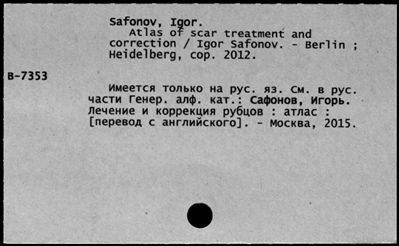 Safonov, Igor.
Atlas of scar treatment and
correction / Igor Safonov. - Berlin ;
Heidelberg, cop. 2012.
B-7353
Имеется только на рус. яз. См. в рус.
части Генер. алф. кат.: Сафонов, Игорь.
Лечение и коррекция рубцов : атлас :
[перевод с английского]. - Москва, 2015.